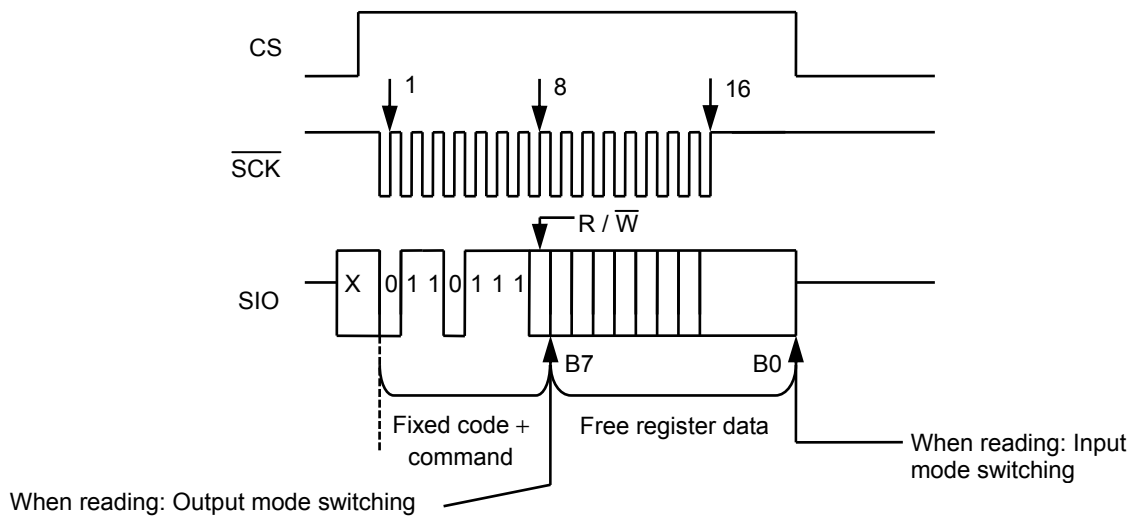 CS
1
8
16
SCK
R / W
SIO
X
0
1
1
0
1
1
1
B7
B0
Fixed code +
command
Free register data
When reading: Input
mode switching
When reading: Output mode switching